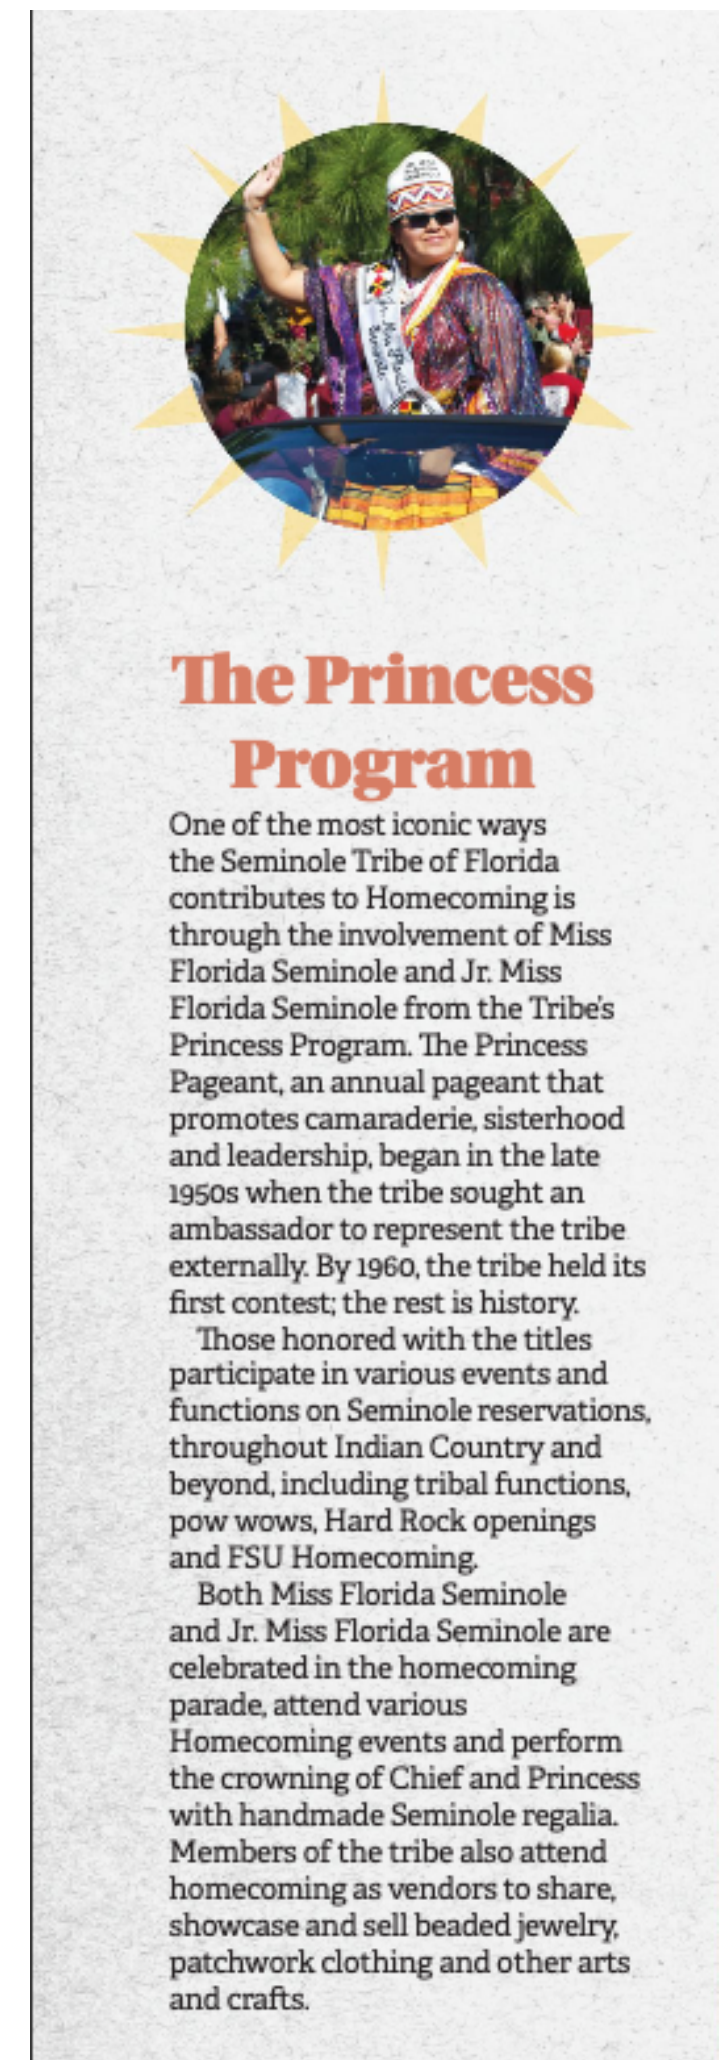 Jr. Miss Florida
Seminole
The Princess
Program
One of the most iconic ways
the Seminole Tribe of Florida
contributes to Homecoming is
through the involvement of Miss
Florida Seminole and Jr. Miss
Florida Seminole from the Tribe's
Princess Program. The Princess
Pageant, an annual pageant that
promotes camaraderie, sisterhood
and leadership, began in the late
1950s when the tribe sought an
ambassador to represent the tribe
externally. By 1960, the tribe held its
first contest; the rest is history.
Those honored with the titles
participate in various events and
functions on Seminole reservations,
throughout Indian Country and
beyond, including tribal functions,
pow wows, Hard Rock openings
and FSU Homecoming.
Both Miss Florida Seminole
and Jr. Miss Florida Seminole are
celebrated in the homecoming
parade, attend various
Homecoming events and perform
the crowning of Chief and Princess
with handmade Seminole regalia.
Members of the tribe also attend
homecoming as vendors to share,
showcase and sell beaded jewelry,
patchwork clothing and other arts
and crafts.